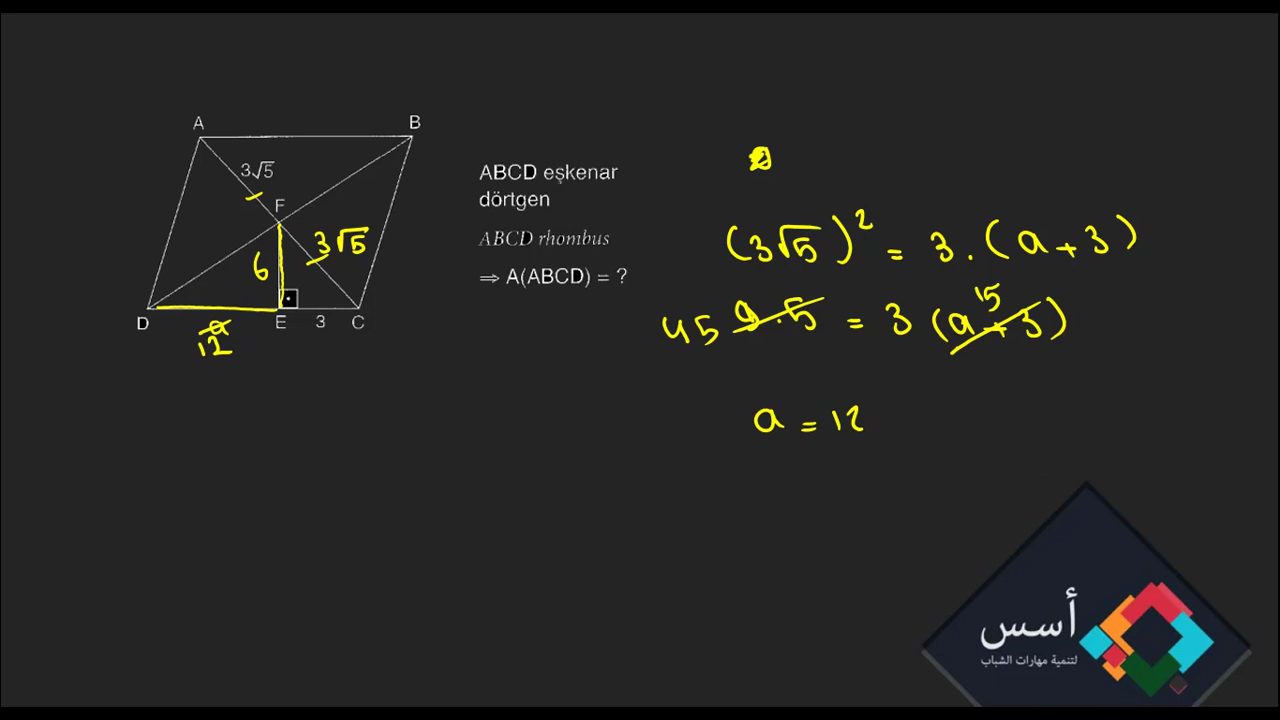 A
B
3√5
F
6
3√5
D
E
3
C
a
12
ABCD eşkenar
dörtgen
ABCD rhombus
⇒ A(ABCD) = ?
(3√5)² = 3 . (a + 3)
45 9.5 = 3 (a + 3) 15
a = 12
أسس
لتنمية مهارات الشباب